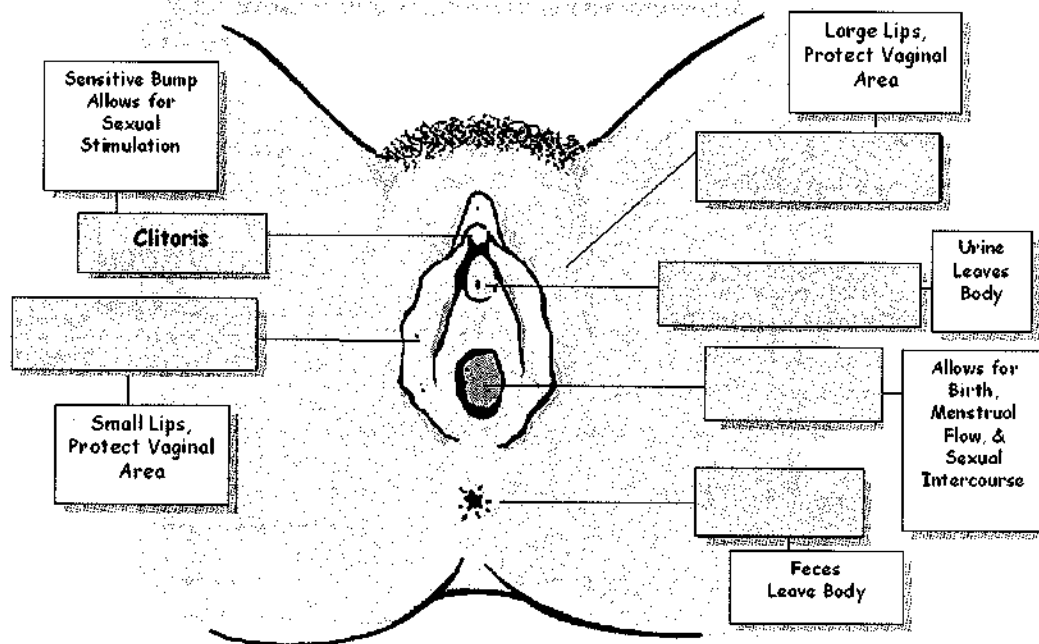 Large Lips,
Protect Vaginal
Area
Sensitive Bump
Allows for
Sexual
Stimulation
Clitoris
Urine
Leaves
Body
Allows for
Birth,
Menstrual
Flow, &
Sexual
Intercourse
Small Lips,
Protect Vaginal
Area
Feces
Leave Body